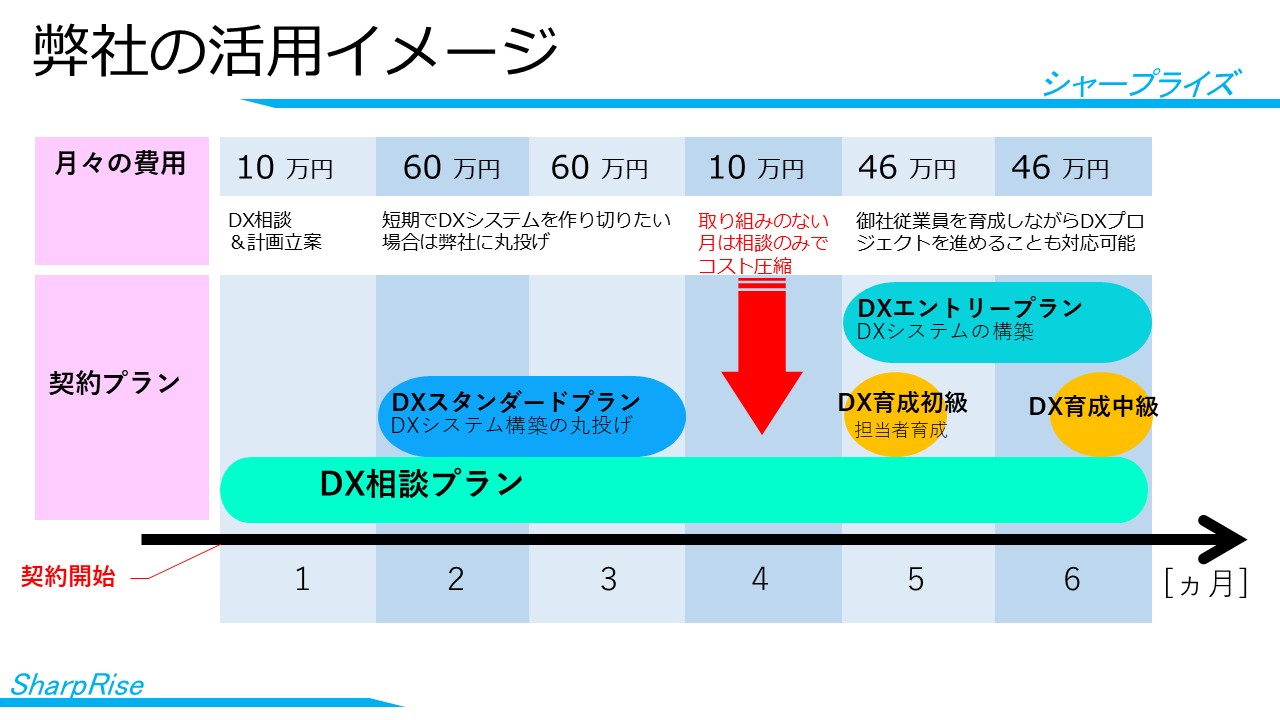 弊社の活用イメージ
シャープライズ
月々の費用
10 万円
60 万円
60 万円
10 万円
46 万円
46 万円
DX相談
＆計画立案
短期でDXシステムを作り切りたい
場合は弊社に丸投げ
取り組みのない
月は相談のみで
コスト圧縮
御社従業員を育成しながらDXプロ
ジェクトを進めることも対応可能
契約プラン
DXエントリープラン
DXシステムの構築
DXスタンダードプラン
DXシステム構築の丸投げ
DX育成初級
担当者育成
DX育成中級
DX相談プラン
契約開始
1
2
3
4
5
6
[ヵ月]
SharpRise